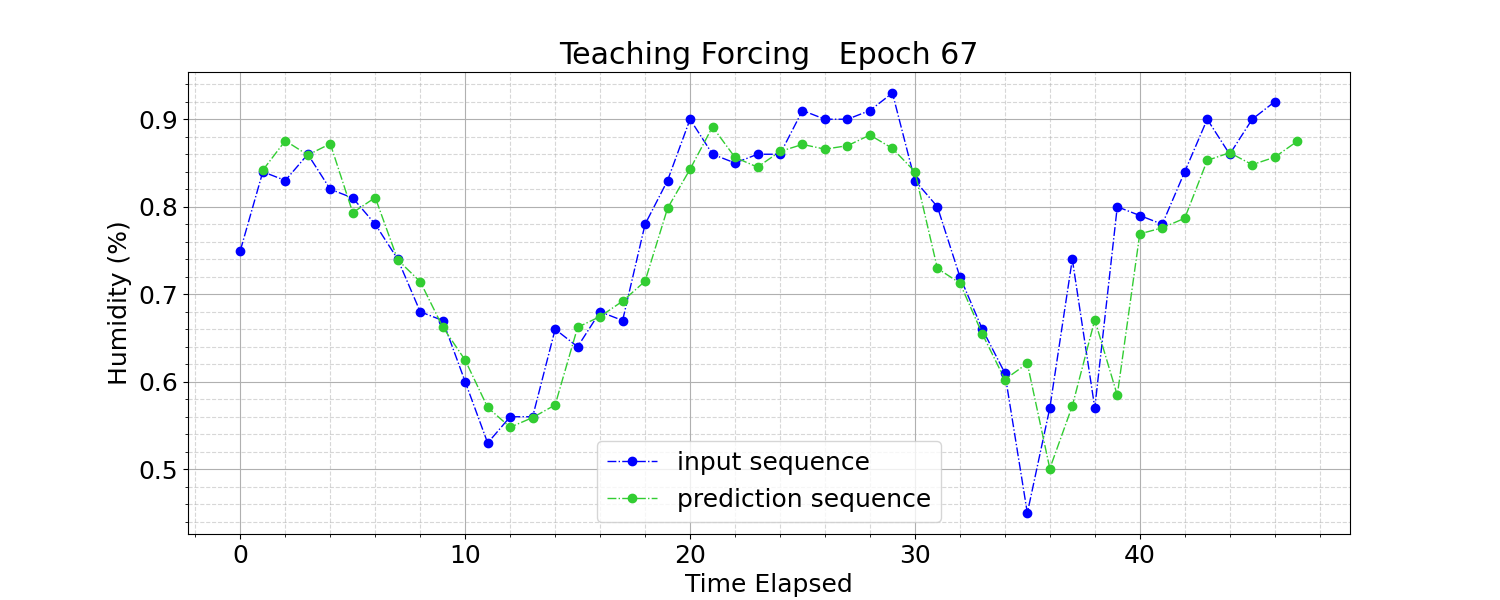 Teaching Forcing   Epoch 67
Humidity (%)
0.9
0.8
0.7
0.6
0.5
input sequence
prediction sequence
0 10 20 30 40
Time Elapsed